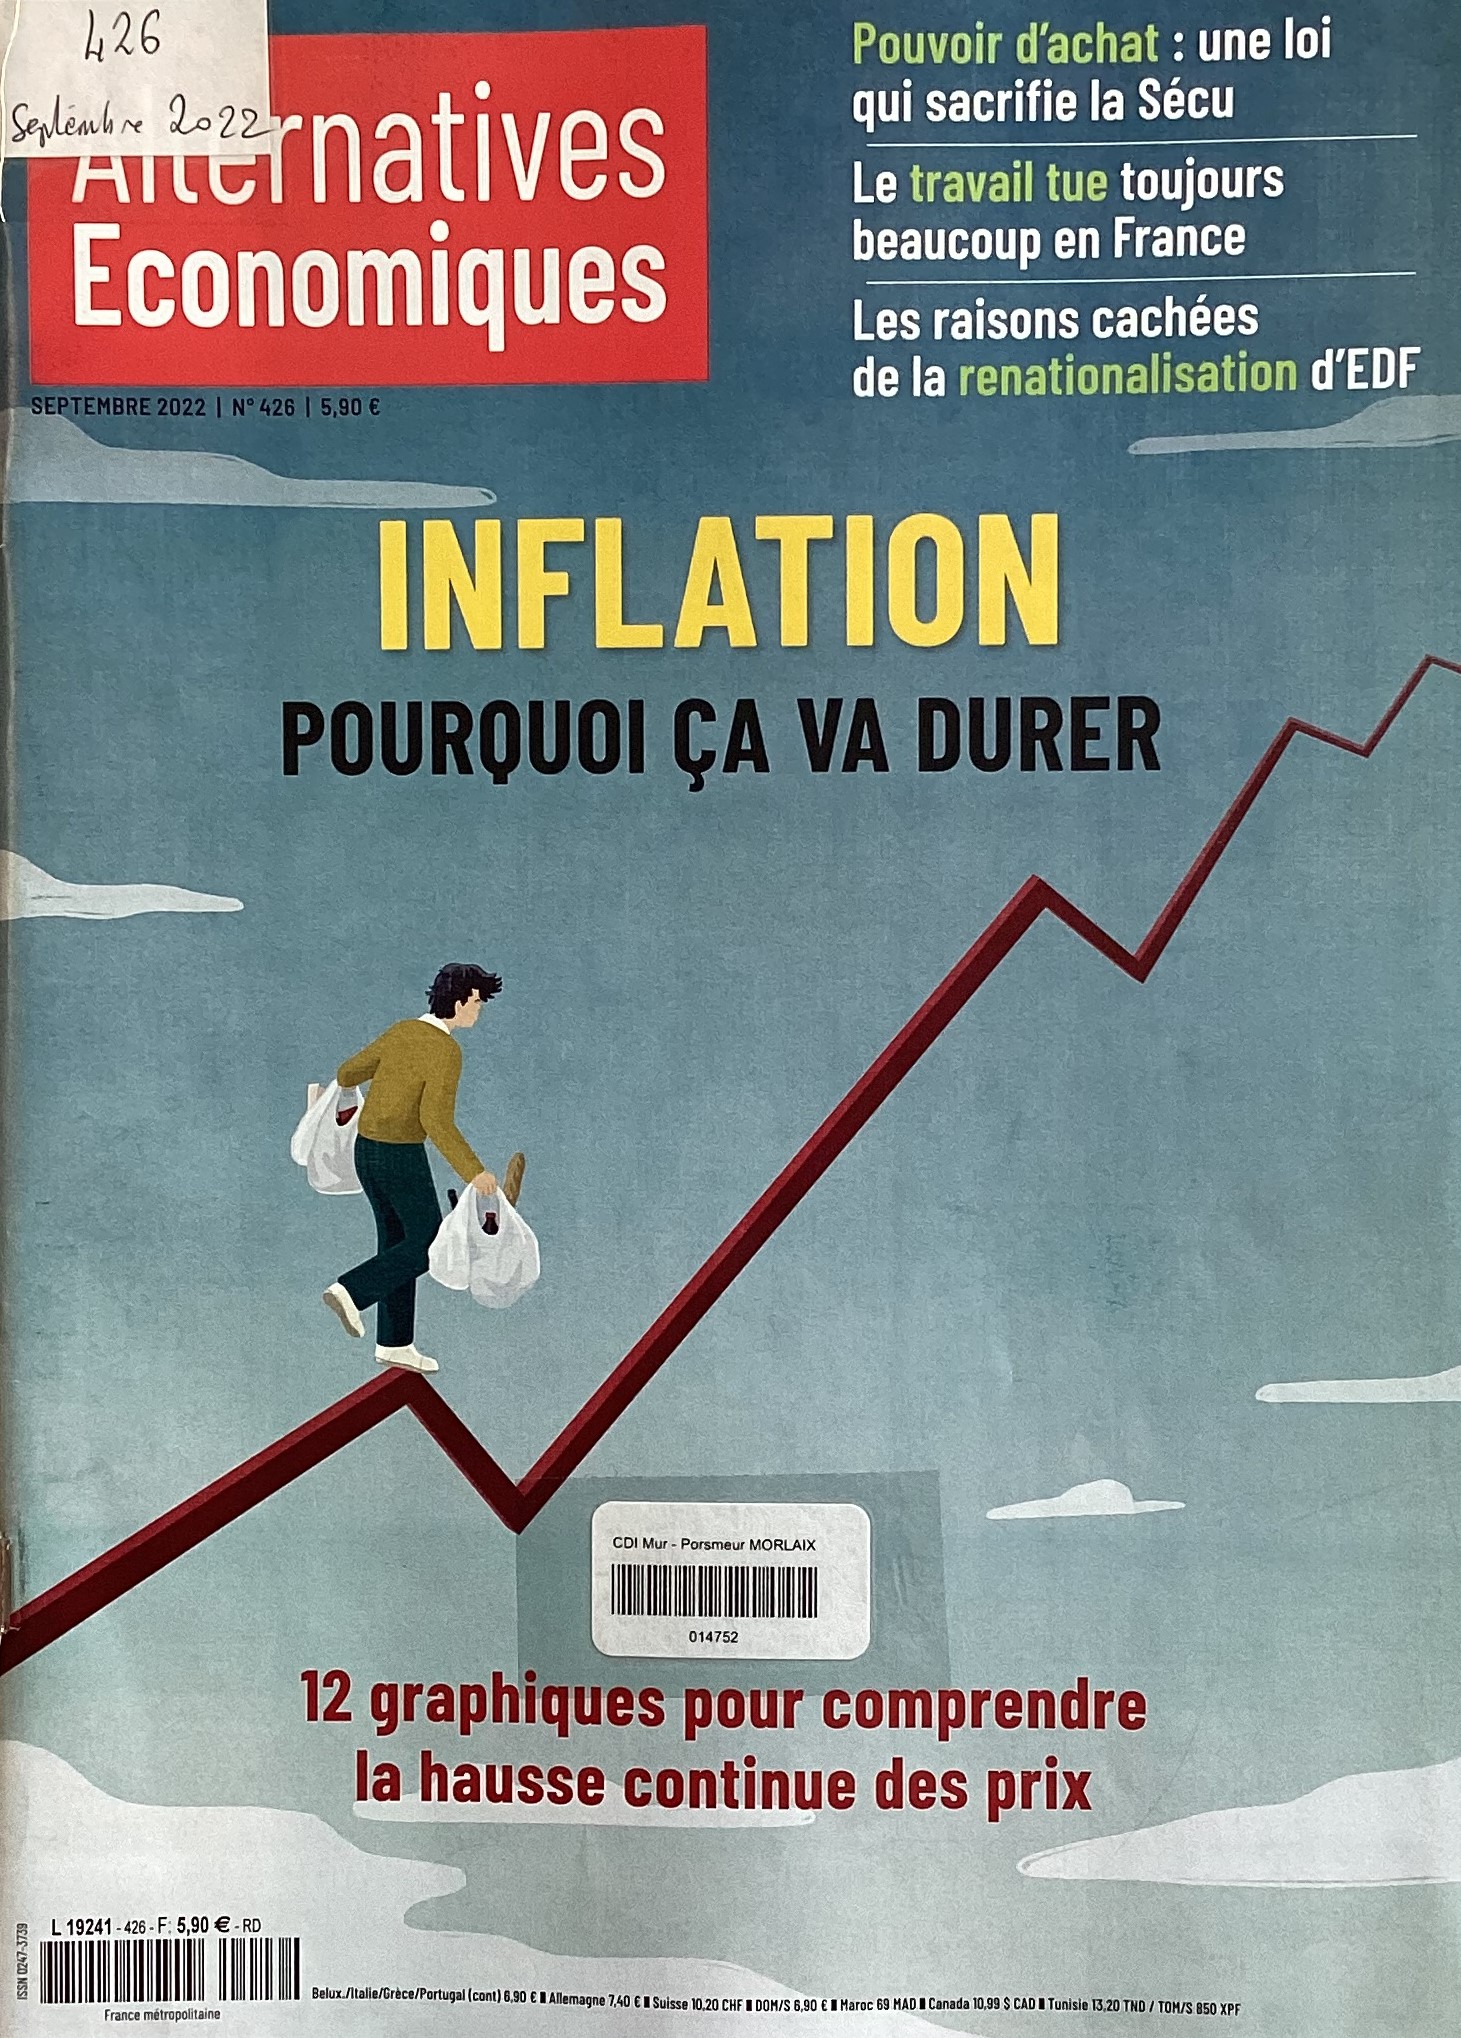 426
Septembre 2022
Alternatives
Economiques
SEPTEMBRE 2022 | N° 426 | 5,90 €
Pouvoir d'achat : une loi
qui sacrifie la Sécu
Le travail tue toujours
beaucoup en France
Les raisons cachées
de la renationalisation d'EDF
INFLATION
POURQUOI ÇA VA DURER
CDI Mur - Porsmeur MORLAIX
014752
12 graphiques pour comprendre
la hausse continue des prix
ISSN 0247-3739
L 19241 - 426 - F: 5,90 € - RD
France métropolitaine
Belux./Italie/Grèce/Portugal (cont) 6,90 € ∎ Allemagne 7,40 € ∎ Suisse 10,20 CHF ∎ DOM/S 6,90 € ∎ Maroc 69 MAD ∎ Canada 10,99 $ CAD ∎ Tunisie 13,20 TND / TOM/S 850 XPF